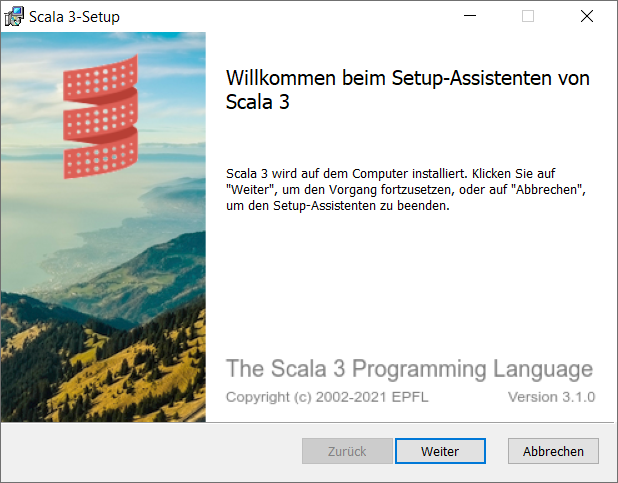 Scala 3-Setup
Willkommen beim Setup-Assistenten von
Scala 3
Scala 3 wird auf dem Computer installiert. Klicken Sie auf
"Weiter", um den Vorgang fortzusetzen, oder auf "Abbrechen",
um den Setup-Assistenten zu beenden.
The Scala 3 Programming Language
Copyright (c) 2002-2021 EPFL Version 3.1.0
Zurück Weiter Abbrechen